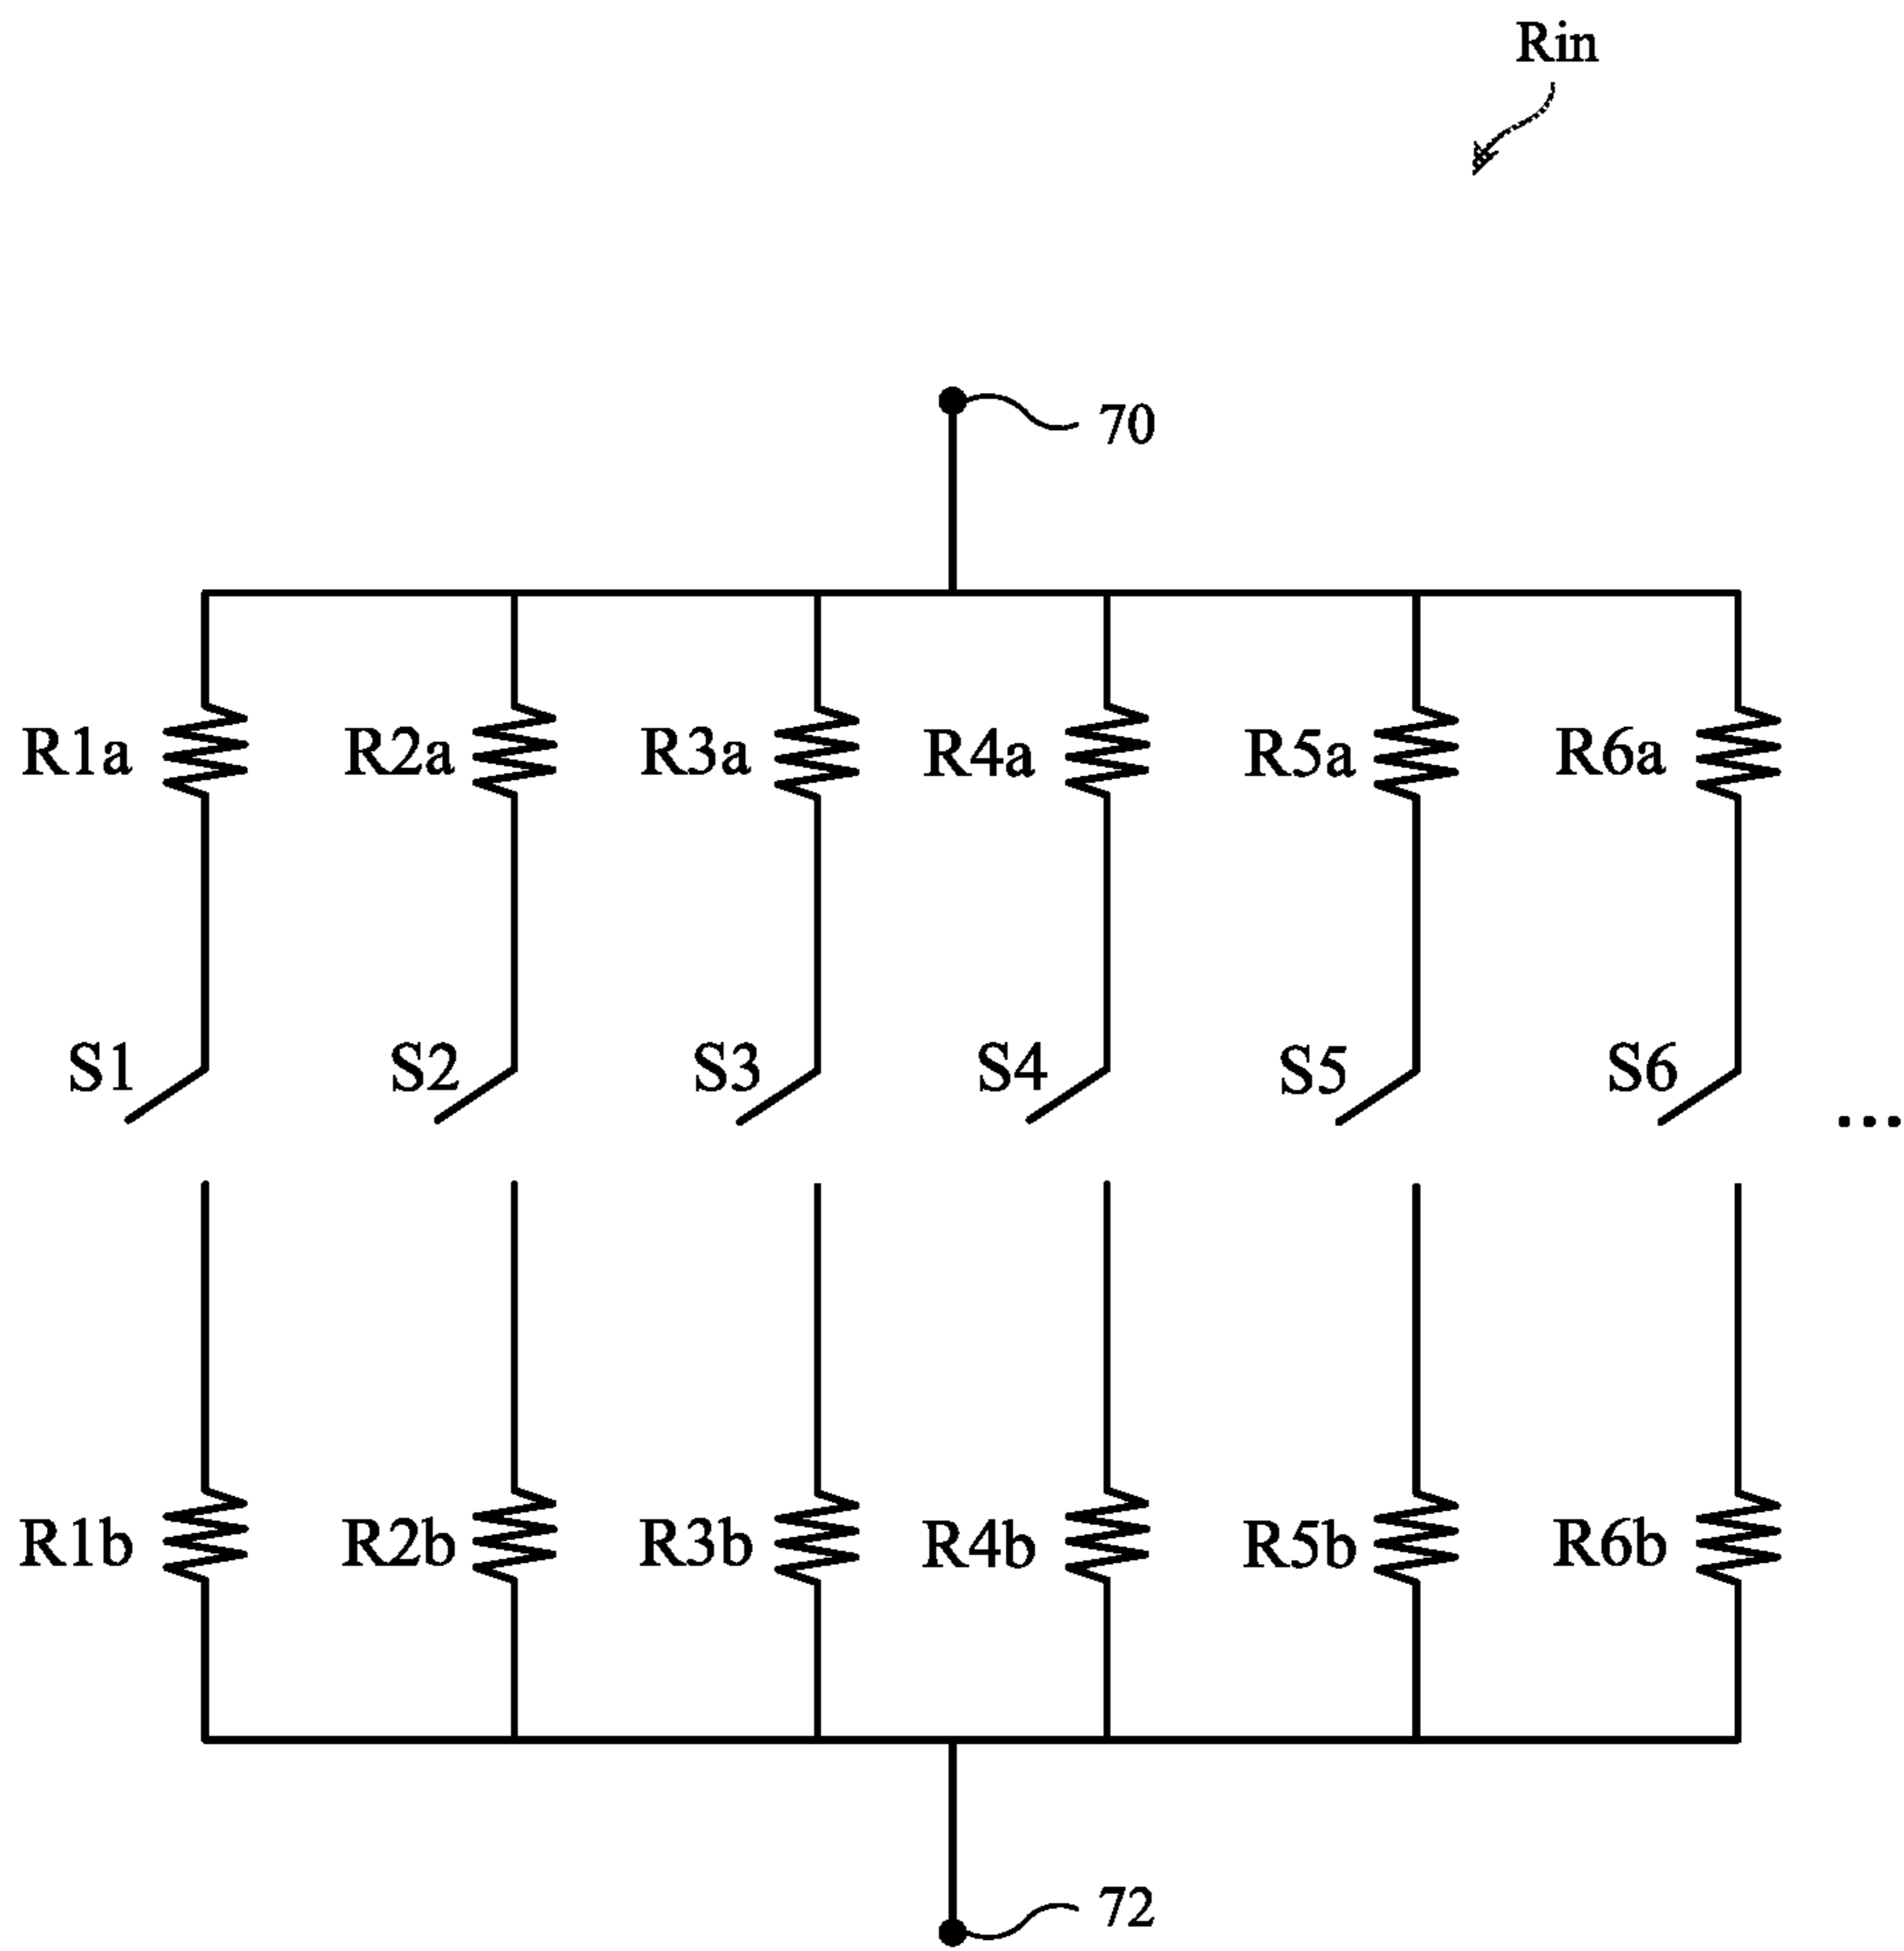 Rin
70
R1a R2a R3a R4a R5a R6a
S1 S2 S3 S4 S5 S6 ...
R1b R2b R3b R4b R5b R6b
72